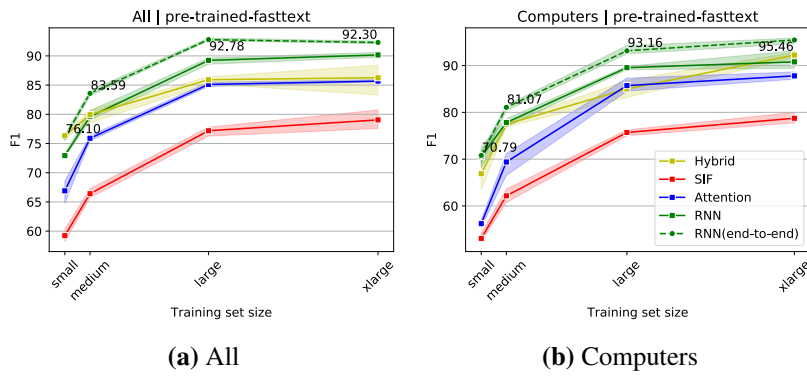 All | pre-trained-fasttext
90
85
80
75
70
65
60
F1
76.10
83.59
92.78
92.30
small
medium
large
xlarge
Training set size
(a) All
Computers | pre-trained-fasttext
90
80
70
60
F1
70.79
81.07
93.16
95.46
Hybrid
SIF
Attention
RNN
RNN(end-to-end)
small
medium
large
xlarge
Training set size
(b) Computers